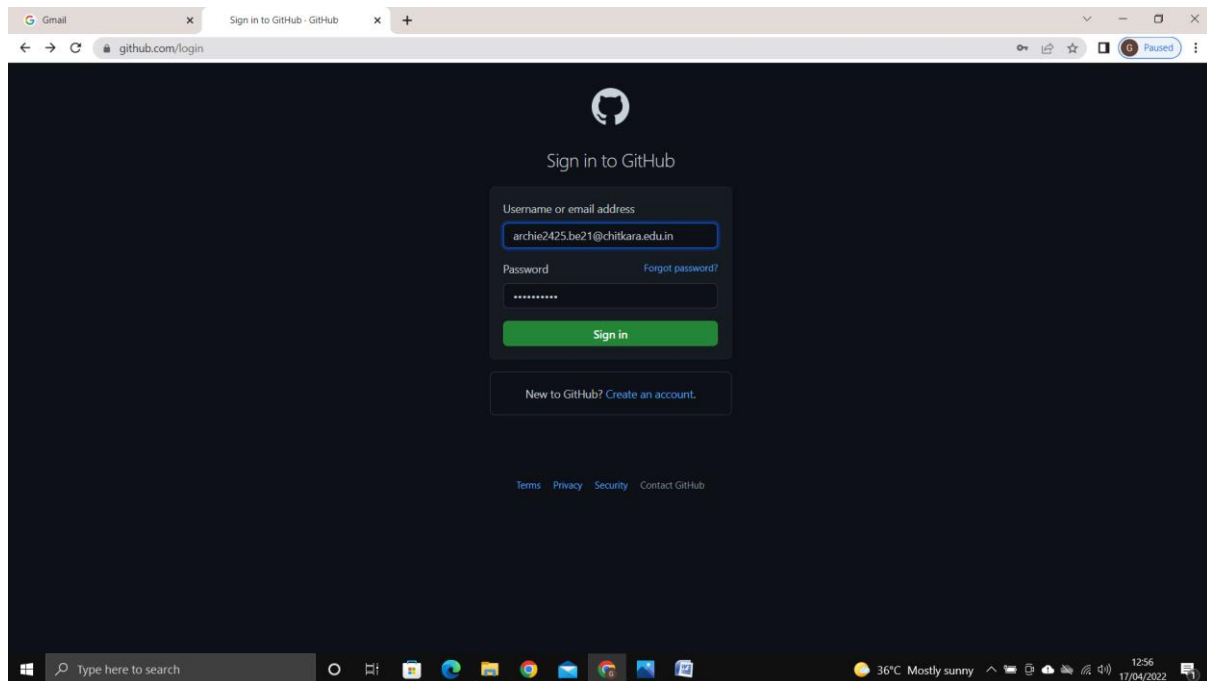 G Gmail
Sign in to GitHub · GitHub
github.com/login
G Paused
Sign in to GitHub
Username or email address
archie2425.be21@chitkara.edu.in
Password Forgot password?
••••••••••
Sign in
New to GitHub? Create an account.
Terms Privacy Security Contact GitHub
Type here to search
36°C Mostly sunny
12:56
17/04/2022
1